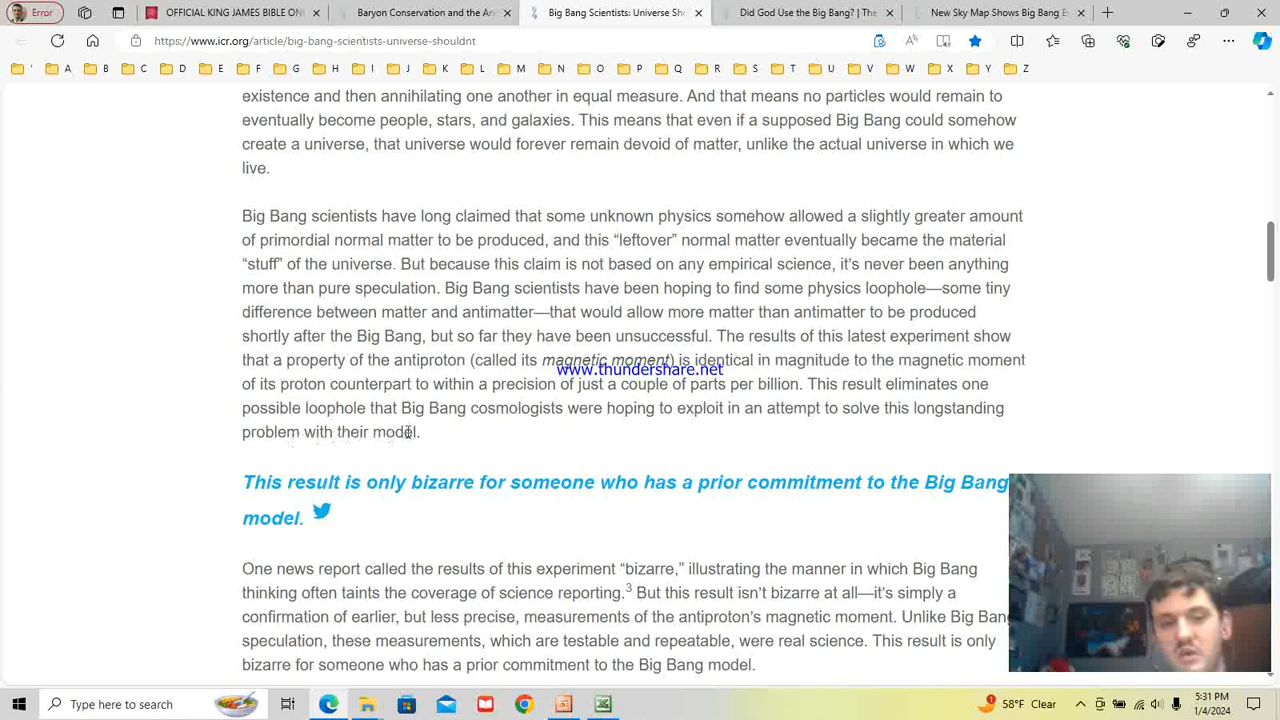 Error
OFFICIAL KING JAMES BIBLE ONL
Baryon Conservation and the An
Big Bang Scientists: Universe Sho
Did God Use the Big Bang? | The
New Sky Map Shows Big Bang E
https://www.icr.org/article/big-bang-scientists-universe-shouldnt
' A B C D E F G H I J K L M N O P Q R S T U V W X Y Z
existence and then annihilating one another in equal measure. And that means no particles would remain to
eventually become people, stars, and galaxies. This means that even if a supposed Big Bang could somehow
create a universe, that universe would forever remain devoid of matter, unlike the actual universe in which we
live.
Big Bang scientists have long claimed that some unknown physics somehow allowed a slightly greater amount
of primordial normal matter to be produced, and this “leftover” normal matter eventually became the material
“stuff” of the universe. But because this claim is not based on any empirical science, it’s never been anything
more than pure speculation. Big Bang scientists have been hoping to find some physics loophole—some tiny
difference between matter and antimatter—that would allow more matter than antimatter to be produced
shortly after the Big Bang, but so far they have been unsuccessful. The results of this latest experiment show
that a property of the antiproton (called its magnetic moment) is identical in magnitude to the magnetic moment
www.thundershare.net
of its proton counterpart to within a precision of just a couple of parts per billion. This result eliminates one
possible loophole that Big Bang cosmologists were hoping to exploit in an attempt to solve this longstanding
problem with their model.
This result is only bizarre for someone who has a prior commitment to the Big Bang
model.
One news report called the results of this experiment “bizarre,” illustrating the manner in which Big Bang
thinking often taints the coverage of science reporting.3 But this result isn’t bizarre at all—it’s simply a
confirmation of earlier, but less precise, measurements of the antiproton’s magnetic moment. Unlike Big Bang
speculation, these measurements, which are testable and repeatable, were real science. This result is only
bizarre for someone who has a prior commitment to the Big Bang model.
Type here to search
58°F Clear
5:31 PM
1/4/2024